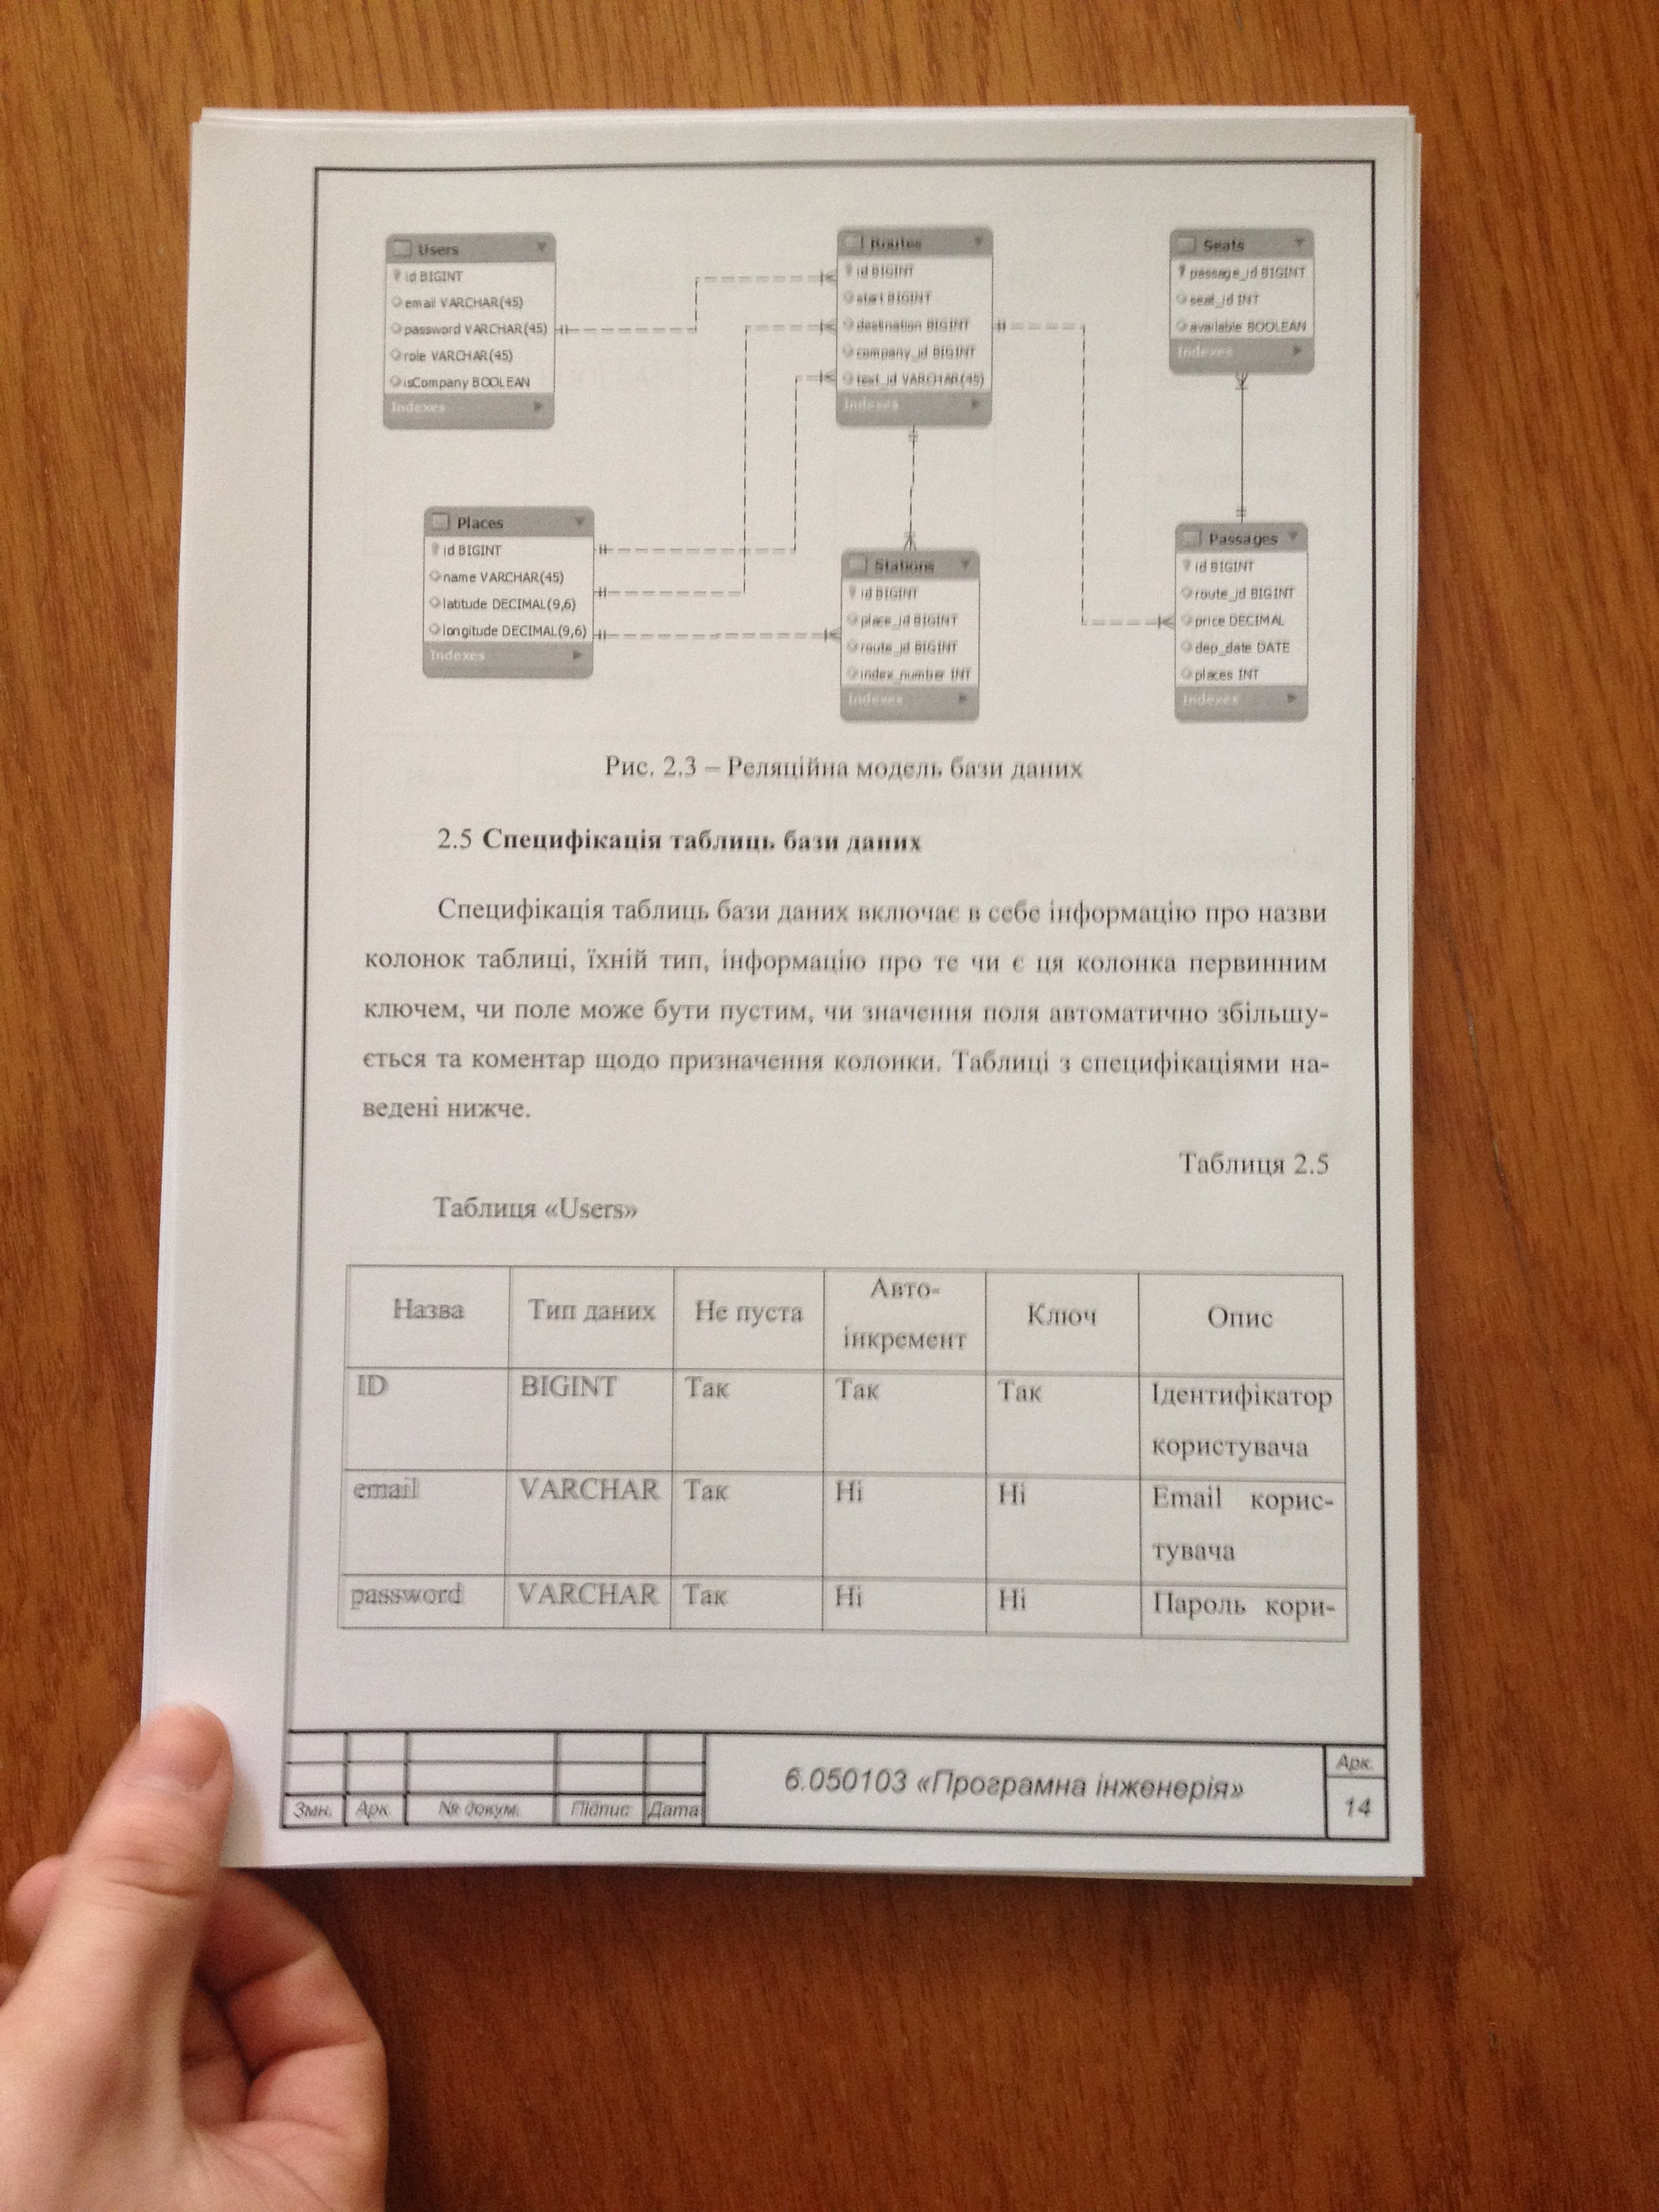 Users
id BIGINT
email VARCHAR(45)
password VARCHAR(45)
role VARCHAR(45)
isCompany BOOLEAN
Indexes
Routes
id BIGINT
start BIGINT
destination BIGINT
company_id BIGINT
text_id VARCHAR(45)
Indexes
Seats
passage_id BIGINT
seat_id INT
available BOOLEAN
Indexes
Places
id BIGINT
name VARCHAR(45)
latitude DECIMAL(9,6)
longitude DECIMAL(9,6)
Indexes
Stations
id BIGINT
place_id BIGINT
route_id BIGINT
index_number INT
Indexes
Passages
id BIGINT
route_id BIGINT
price DECIMAL
dep_date DATE
places INT
Indexes
Рис. 2.3 – Реляційна модель бази даних
2.5 Специфікація таблиць бази даних
Специфікація таблиць бази даних включає в себе інформацію про назви
колонок таблиці, їхній тип, інформацію про те чи є ця колонка первинним
ключем, чи поле може бути пустим, чи значення поля автоматично збільшу-
ється та коментар щодо призначення колонки. Таблиці з специфікаціями на-
ведені нижче.
Таблиця 2.5
Таблиця «Users»
Назва Тип даних Не пуста Авто-
інкремент Ключ Опис
ID BIGINT Так Так Так Ідентифікатор
користувача
email VARCHAR Так Ні Ні Email корис-
тувача
password VARCHAR Так Ні Ні Пароль кори-
6.050103 «Програмна інженерія»
Арк.
14
Змн. Арк. № докум. Підпис Дата